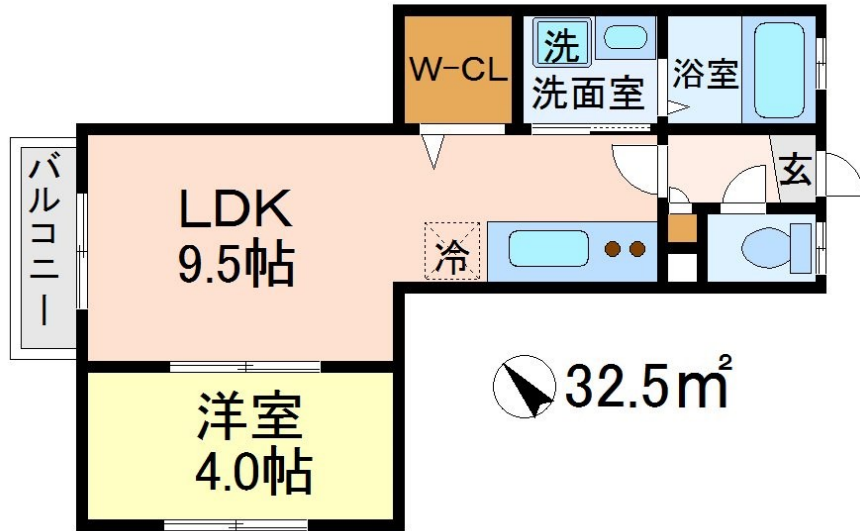 W-CL
洗
洗面室
浴室
玄
バルコニー
LDK
9.5帖
冷
洋室
4.0帖
32.5㎡